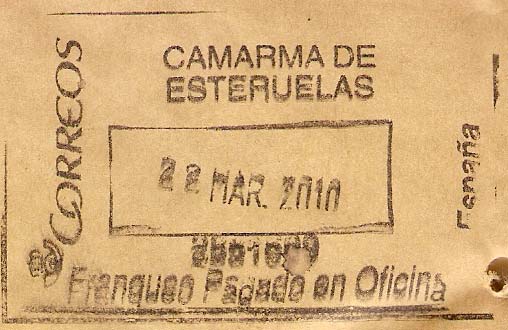 CORREOS
CAMARMA DE
ESTERUELAS
22 MAR. 2010
Franqueo Pagado en Oficina
España